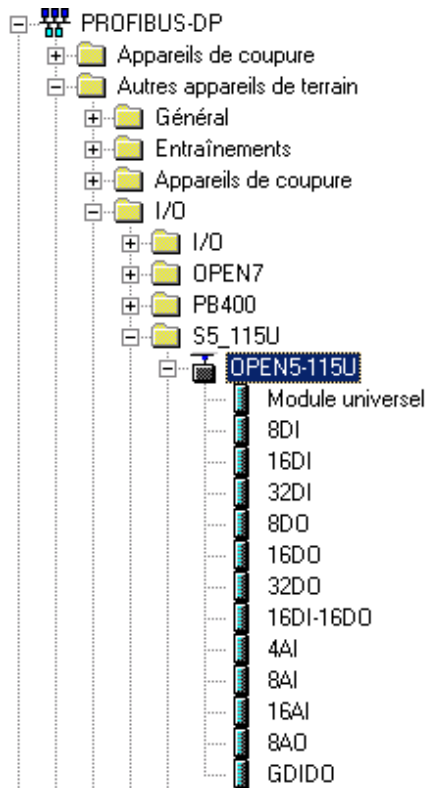 PROFIBUS-DP
Appareils de coupure
Autres appareils de terrain
Général
Entraînements
Appareils de coupure
I/O
I/O
OPEN7
PB400
S5_115U
OPEN5-115U
Module universel
8DI
16DI
32DI
8DO
16DO
32DO
16DI-16DO
4AI
8AI
16AI
8AO
GDIDO